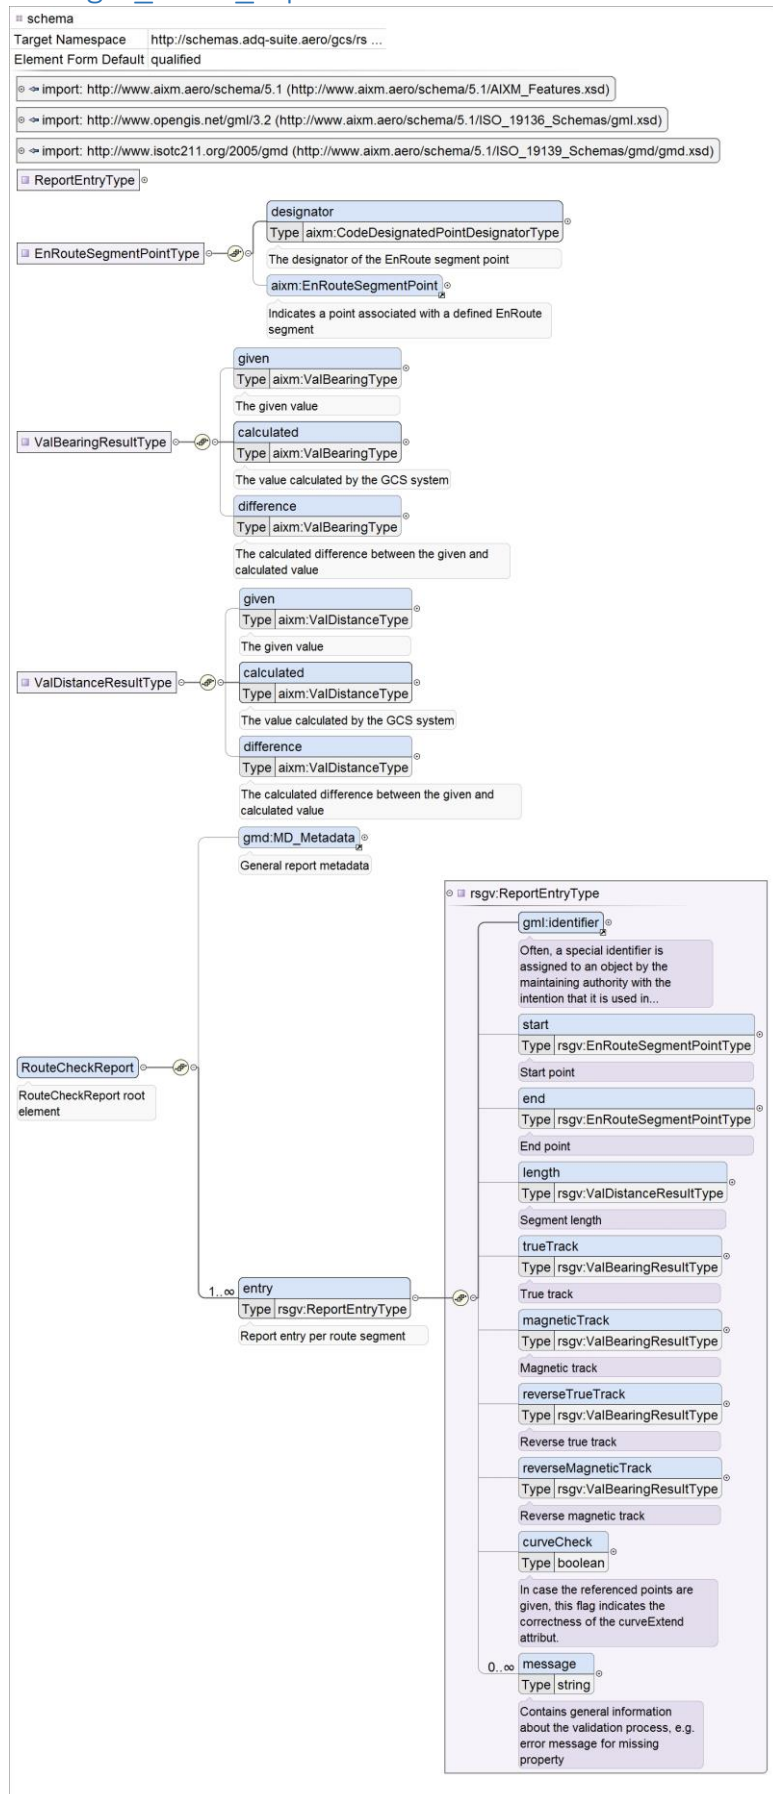 schema
Target Namespace http://schemas.adq-suite.aero/gcs/rs ...
Element Form Default qualified
import: http://www.aixm.aero/schema/5.1 (http://www.aixm.aero/schema/5.1/AIXM_Features.xsd)
import: http://www.opengis.net/gml/3.2 (http://www.aixm.aero/schema/5.1/ISO_19136_Schemas/gml.xsd)
import: http://www.isotc211.org/2005/gmd (http://www.aixm.aero/schema/5.1/ISO_19139_Schemas/gmd/gmd.xsd)
ReportEntryType
EnRouteSegmentPointType
designator
Type aixm:CodeDesignatedPointDesignatorType
The designator of the EnRoute segment point
aixm:EnRouteSegmentPoint
Indicates a point associated with a defined EnRoute
segment
ValBearingResultType
given
Type aixm:ValBearingType
The given value
calculated
Type aixm:ValBearingType
The value calculated by the GCS system
difference
Type aixm:ValBearingType
The calculated difference between the given and
calculated value
ValDistanceResultType
given
Type aixm:ValDistanceType
The given value
calculated
Type aixm:ValDistanceType
The value calculated by the GCS system
difference
Type aixm:ValDistanceType
The calculated difference between the given and
calculated value
RouteCheckReport
RouteCheckReport root
element
gmd:MD_Metadata
General report metadata
1..∞
entry
Type rsgv:ReportEntryType
Report entry per route segment
rsgv:ReportEntryType
gml:identifier
Often, a special identifier is
assigned to an object by the
maintaining authority with the
intention that it is used in...
start
Type rsgv:EnRouteSegmentPointType
Start point
end
Type rsgv:EnRouteSegmentPointType
End point
length
Type rsgv:ValDistanceResultType
Segment length
trueTrack
Type rsgv:ValBearingResultType
True track
magneticTrack
Type rsgv:ValBearingResultType
Magnetic track
reverseTrueTrack
Type rsgv:ValBearingResultType
Reverse true track
reverseMagneticTrack
Type rsgv:ValBearingResultType
Reverse magnetic track
curveCheck
Type boolean
In case the referenced points are
given, this flag indicates the
correctness of the curveExtend
attribut.
0..∞
message
Type string
Contains general information
about the validation process, e.g.
error message for missing
property